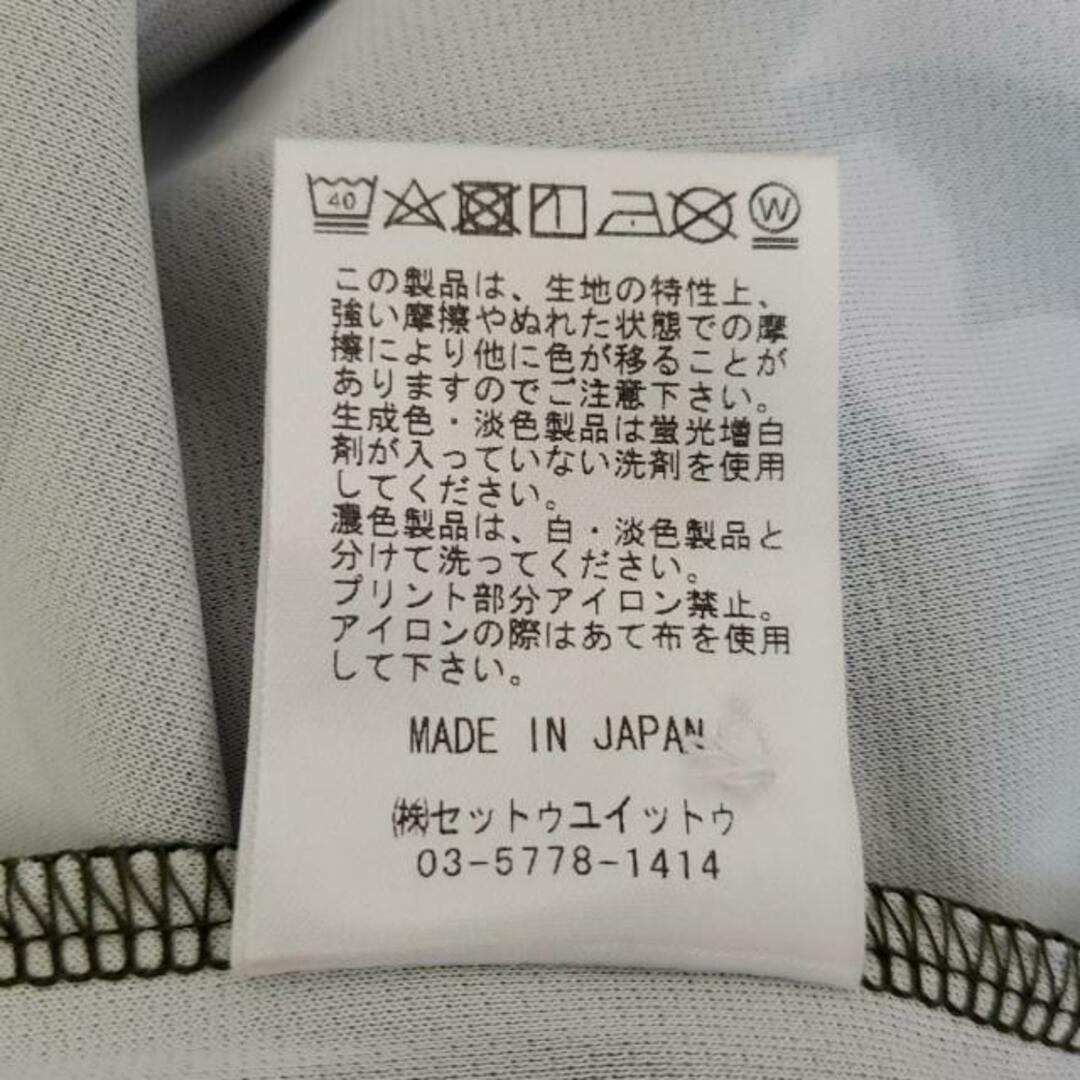 40
W
この製品は、生地の特性上、
強い摩擦やぬれた状態での摩
擦により他に色が移ることが
ありますのでご注意下さい。
生成色・淡色製品は蛍光増白
剤が入っていない洗剤を使用
してください。
濃色製品は、白・淡色製品と
分けて洗ってください。
プリント部分アイロン禁止。
アイロンの際はあて布を使用
して下さい。
MADE IN JAPAN
㈱セットゥユイットゥ
03-5778-1414